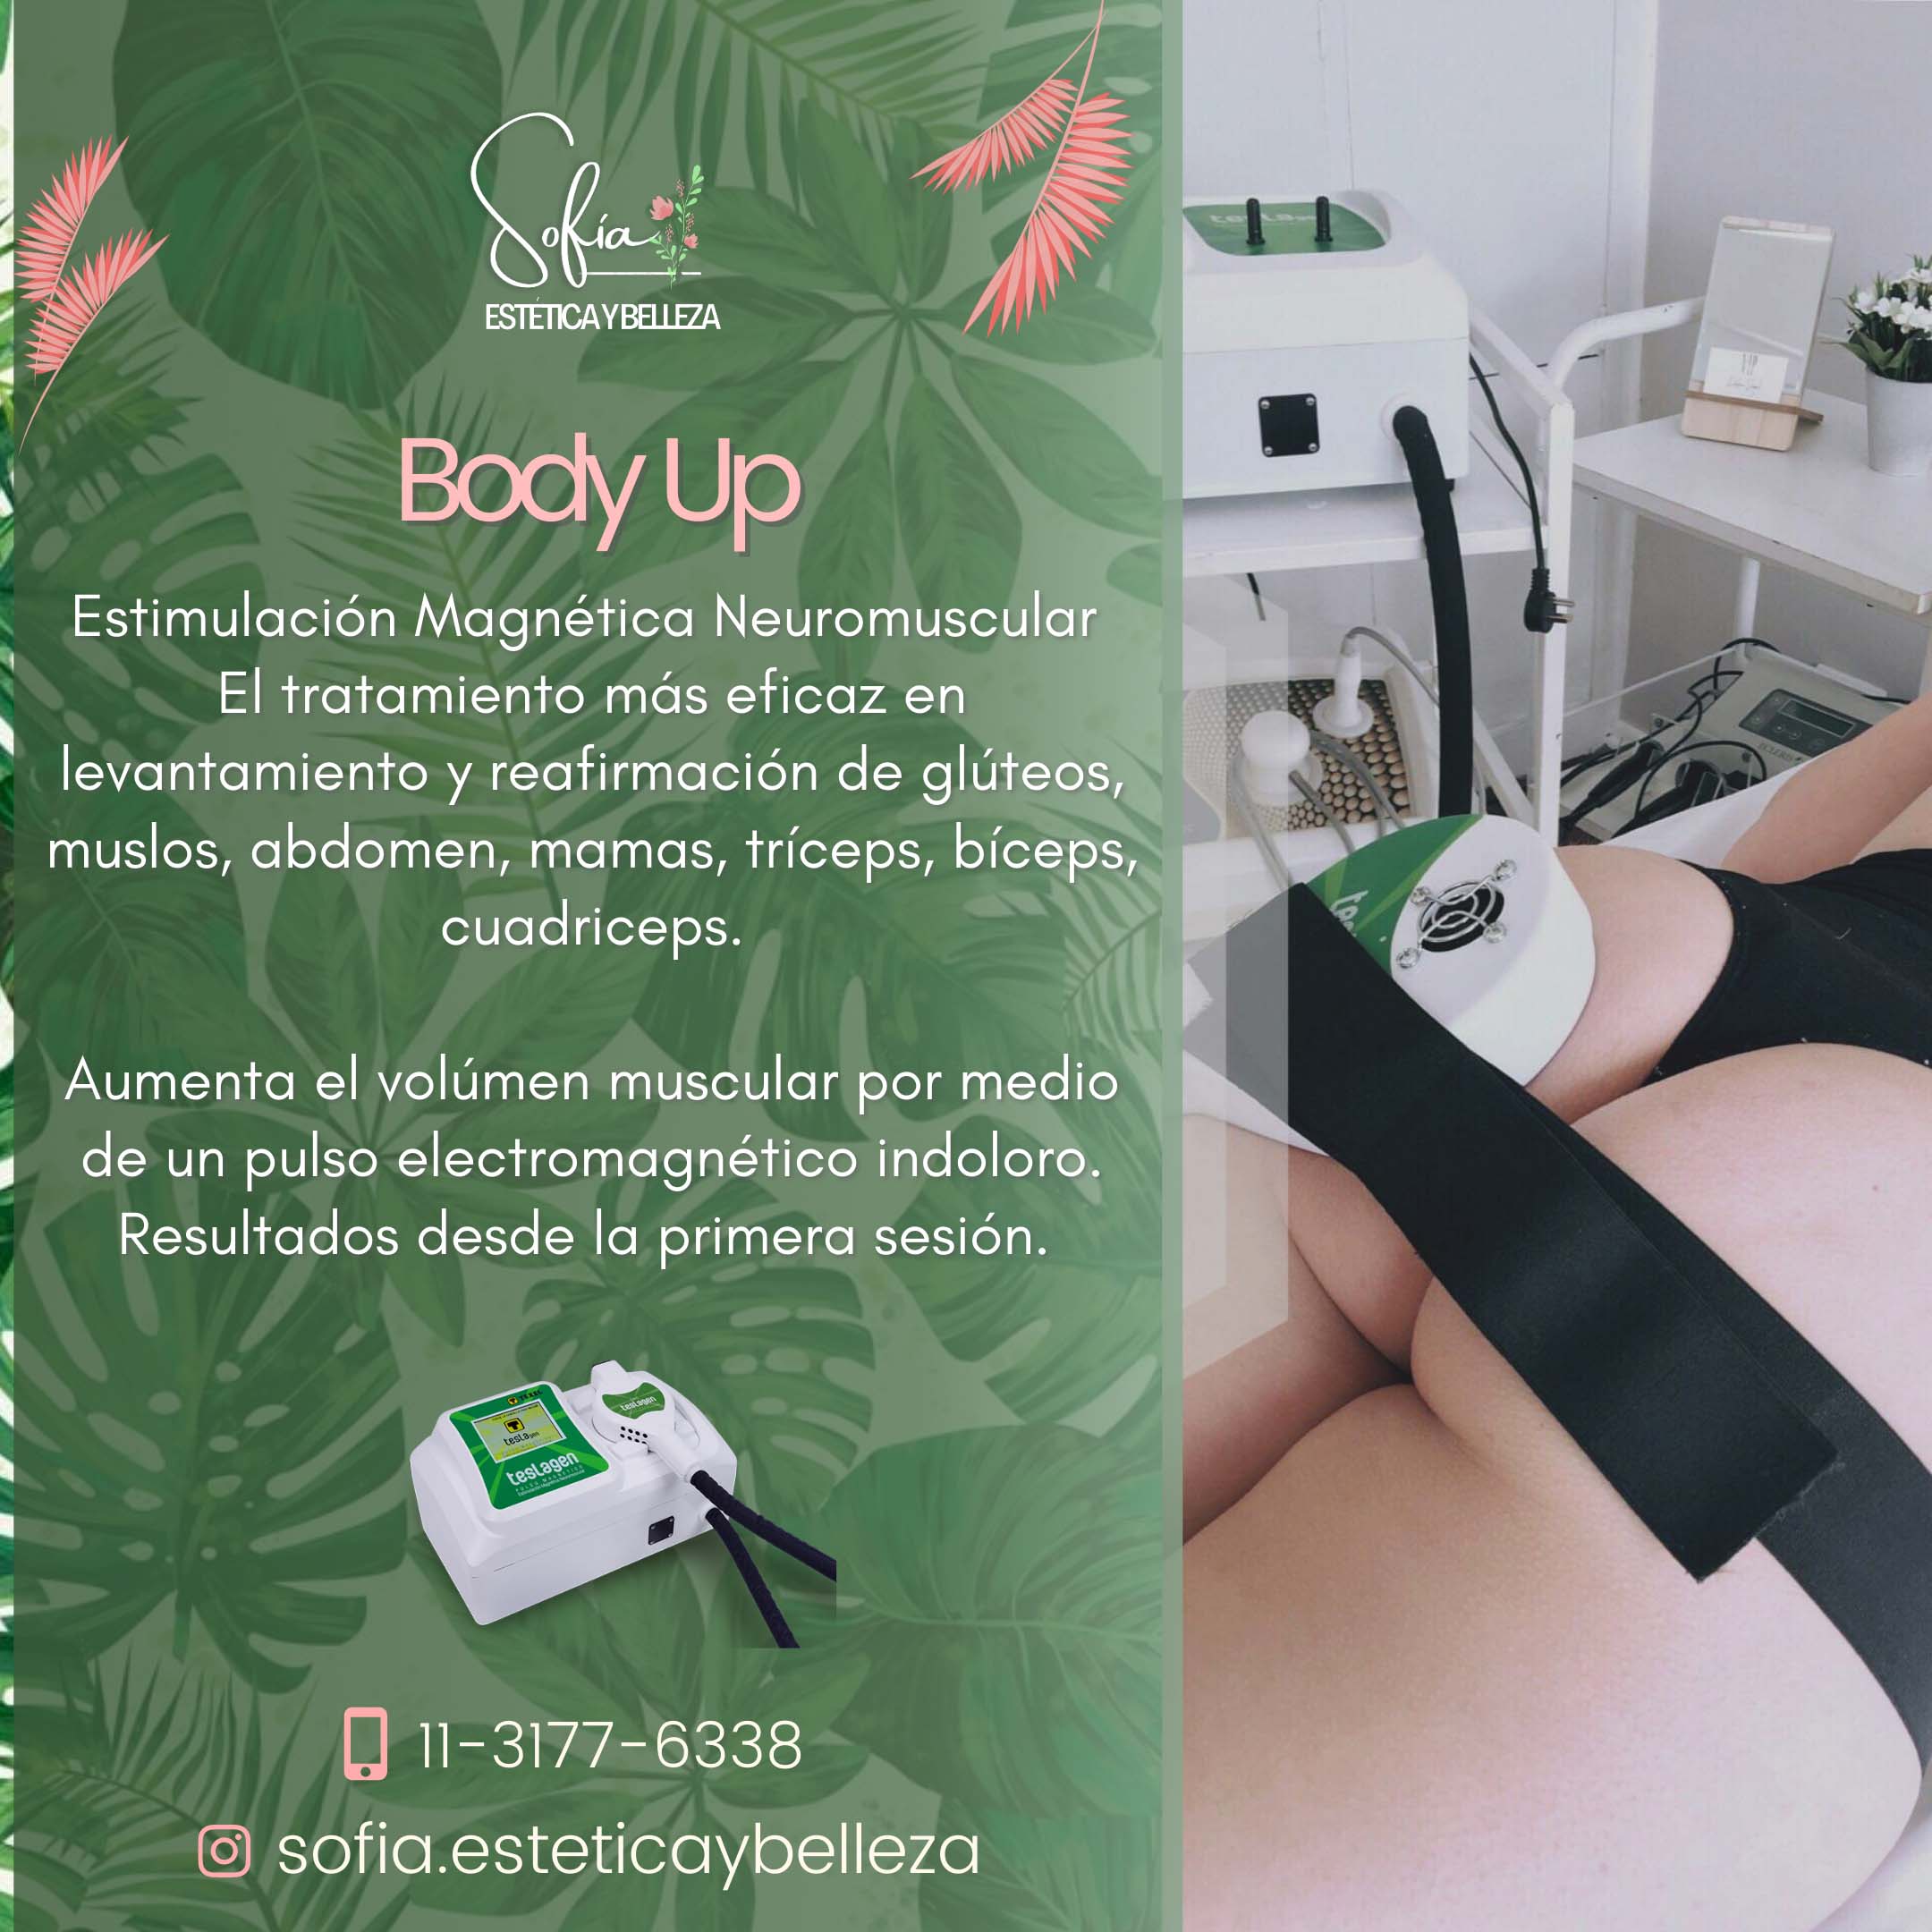 Sofía
ESTÉTICA Y BELLEZA
Body Up
Estimulación Magnética Neuromuscular
El tratamiento más eficaz en
levantamiento y reafirmación de glúteos,
muslos, abdomen, mamas, tríceps, bíceps,
cuadriceps.
Aumenta el volúmen muscular por medio
de un pulso electromagnético indoloro.
Resultados desde la primera sesión.
teslagen
teslagen
teslagen
11-3177-6338
sofia.esteticaybelleza